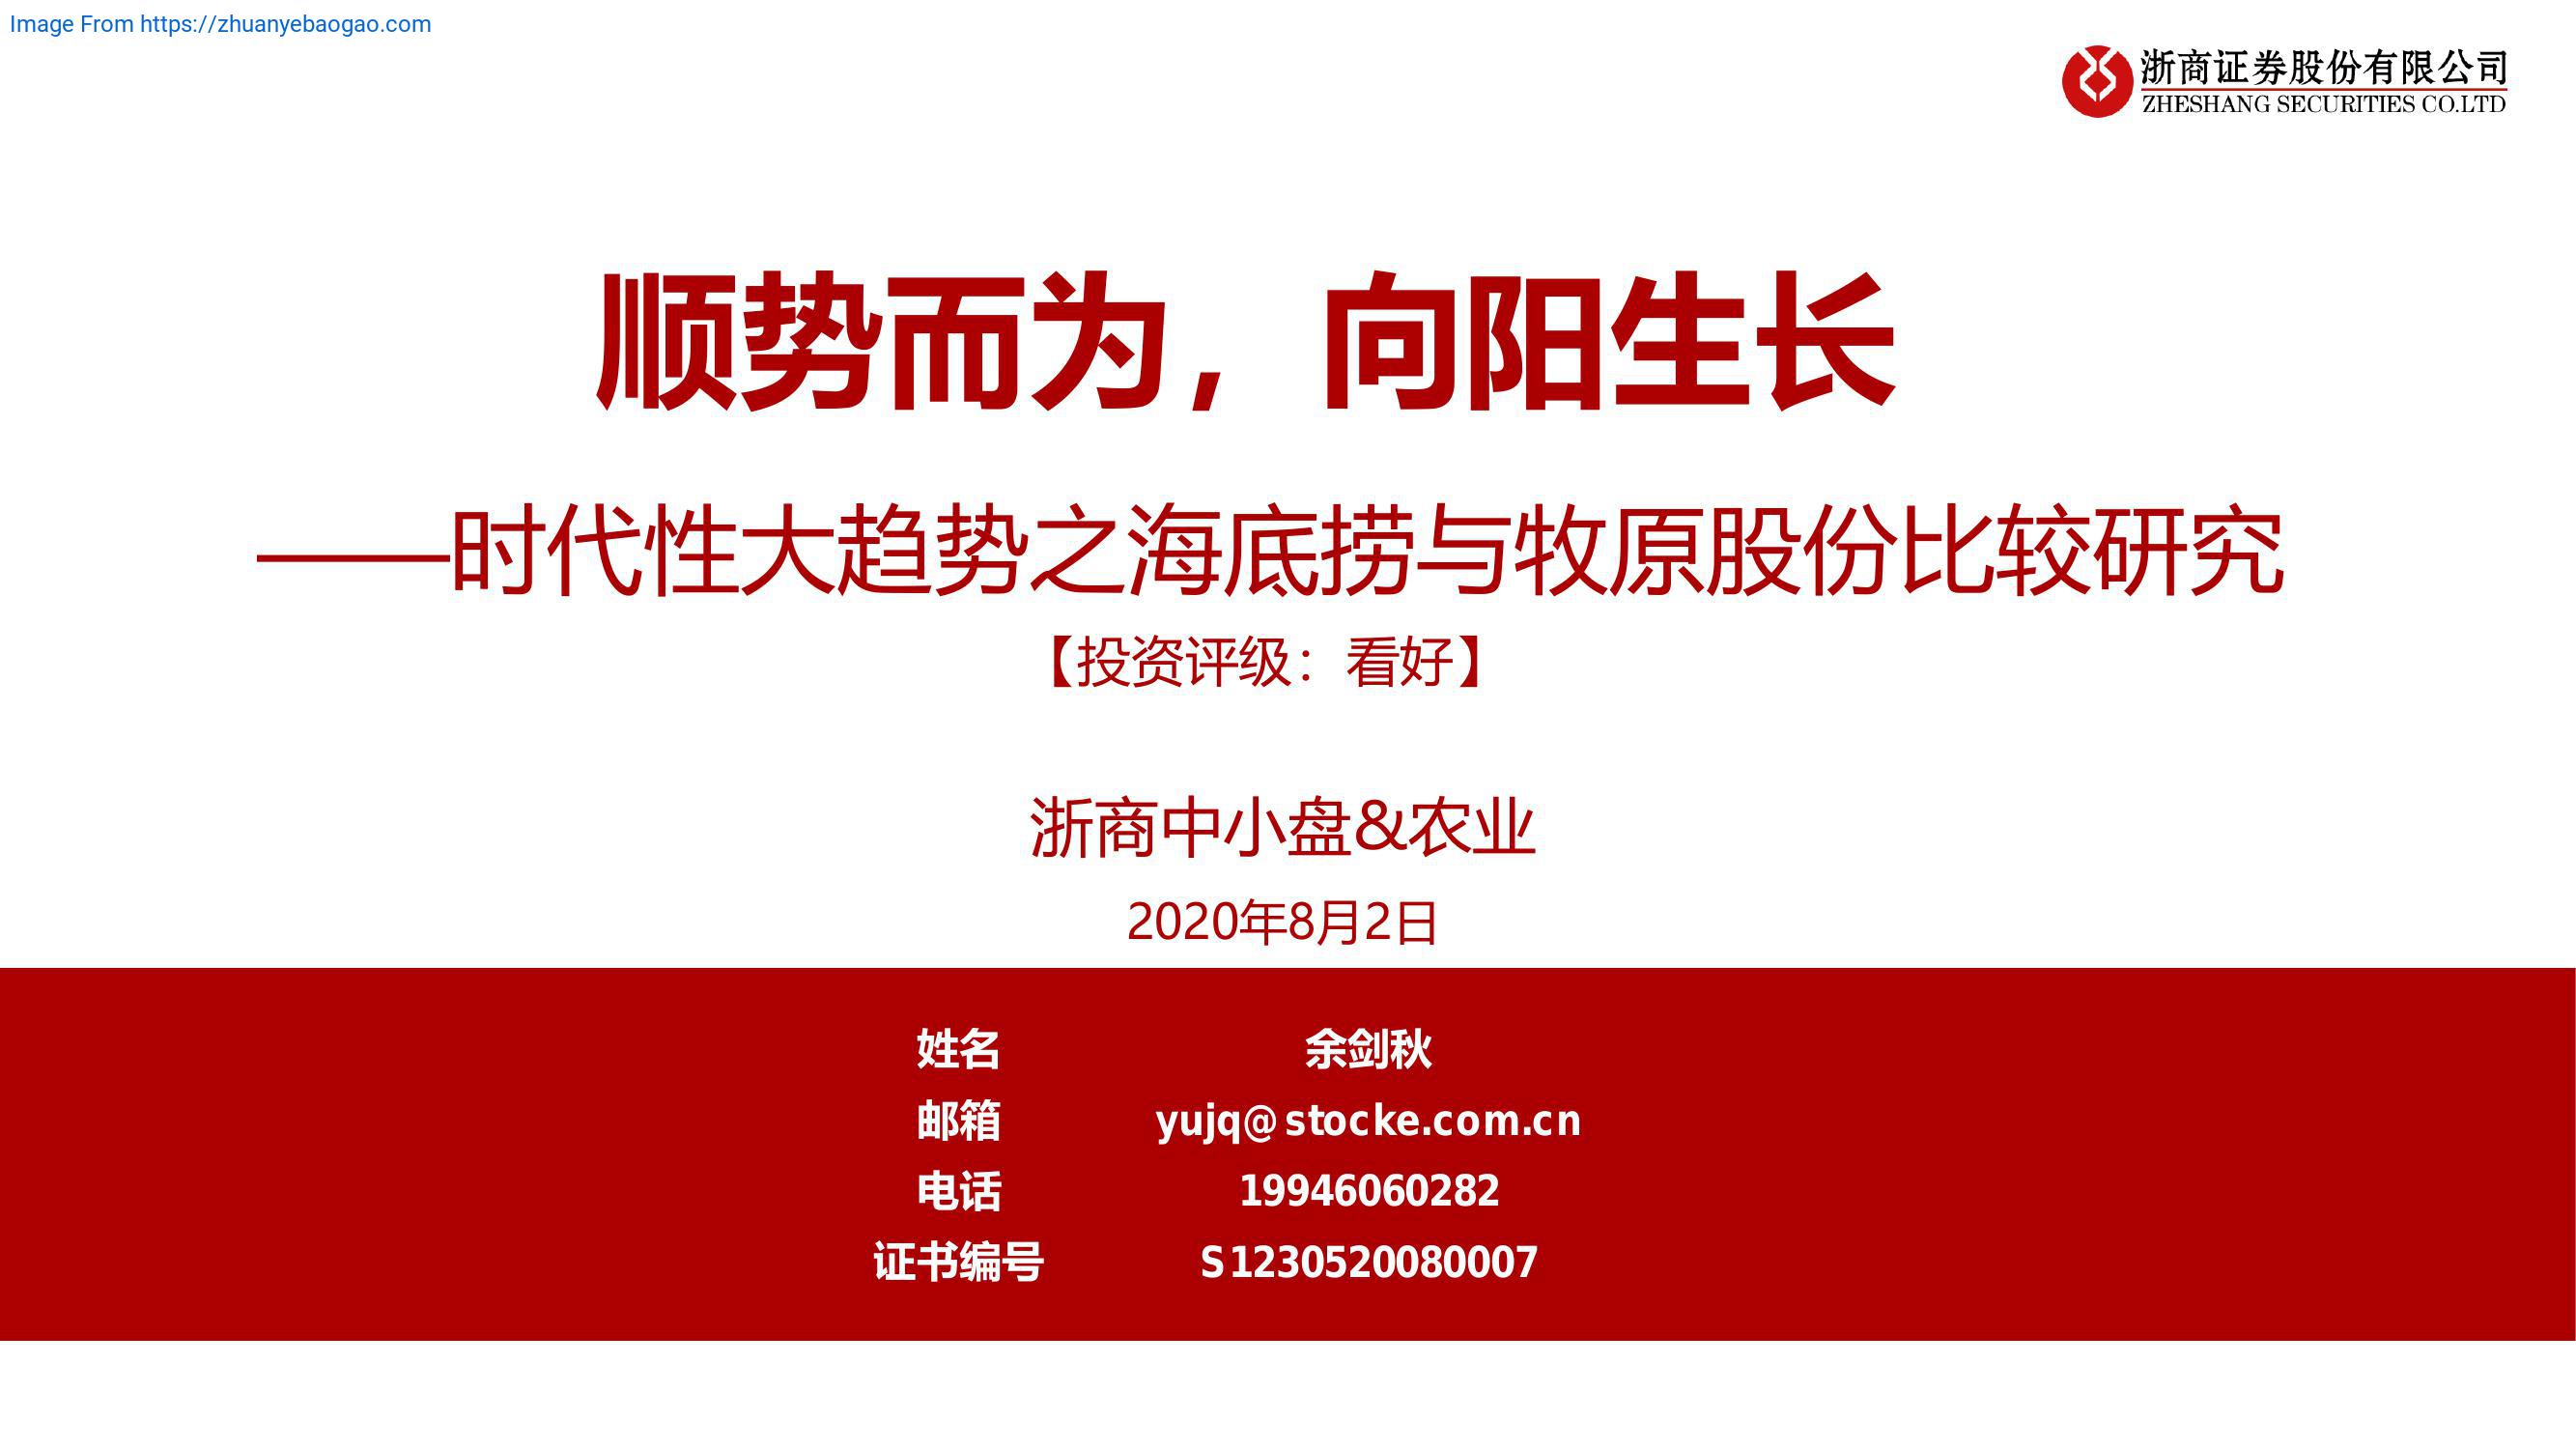 Image From https://zhuanyebaogao.com
浙商证券股份有限公司
ZHESHANG SECURITIES CO.LTD
顺势而为，向阳生长
——时代性大趋势之海底捞与牧原股份比较研究
【投资评级：看好】
浙商中小盘&农业
2020年8月2日
姓名 余剑秋
邮箱 yujq@stocke.com.cn
电话 19946060282
证书编号 S1230520080007